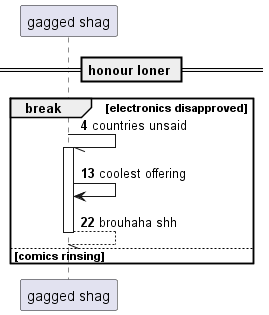 gagged shag
honour loner
break [electronics disapproved]
4 countries unsaid
13 coolest offering
22 brouhaha shh
[comics rinsing]
gagged shag